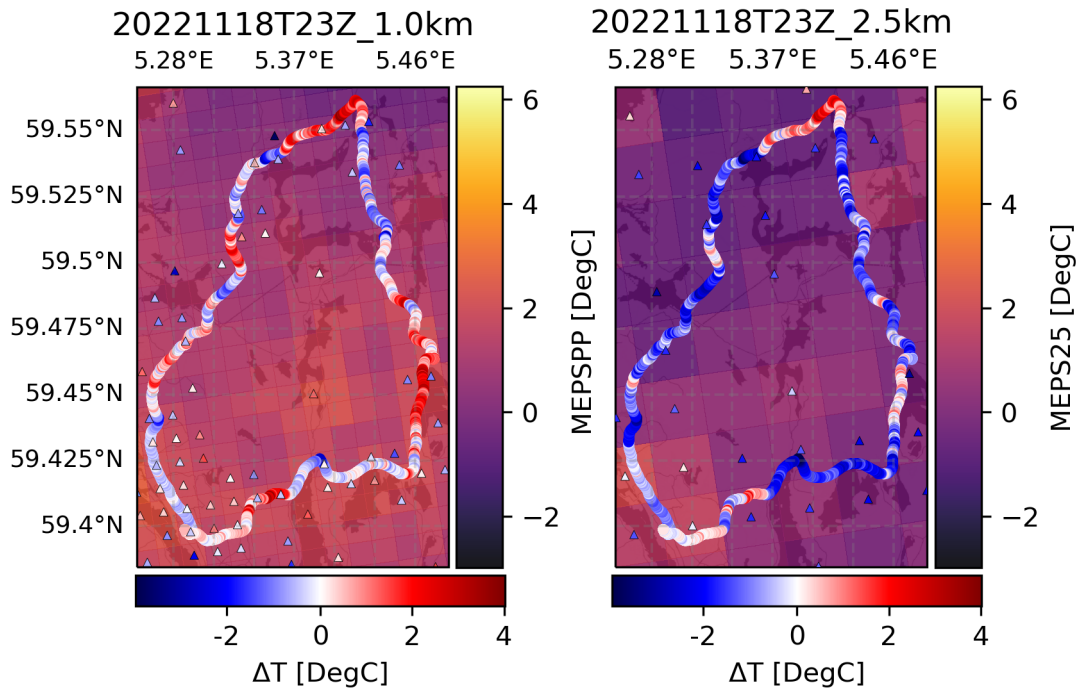 20221118T23Z_1.0km
5.28°E 5.37°E 5.46°E
59.55°N
59.525°N
59.5°N
59.475°N
59.45°N
59.425°N
59.4°N
6
4
2
0
−2
MEPSPP [DegC]
-2 0 2 4
ΔT [DegC]
20221118T23Z_2.5km
5.28°E 5.37°E 5.46°E
6
4
2
0
−2
MEPS25 [DegC]
-2 0 2 4
ΔT [DegC]